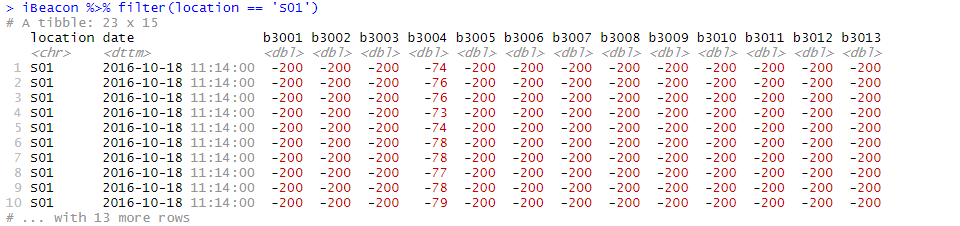 > iBeacon %>% filter(location == 'S01')
# A tibble: 23 x 15
location date b3001 b3002 b3003 b3004 b3005 b3006 b3007 b3008 b3009 b3010 b3011 b3012 b3013
<chr> <dttm> <dbl> <dbl> <dbl> <dbl> <dbl> <dbl> <dbl> <dbl> <dbl> <dbl> <dbl> <dbl> <dbl>
1 S01 2016-10-18 11:14:00 -200 -200 -200 -74 -200 -200 -200 -200 -200 -200 -200 -200 -200
2 S01 2016-10-18 11:14:00 -200 -200 -200 -76 -200 -200 -200 -200 -200 -200 -200 -200 -200
3 S01 2016-10-18 11:14:00 -200 -200 -200 -76 -200 -200 -200 -200 -200 -200 -200 -200 -200
4 S01 2016-10-18 11:14:00 -200 -200 -200 -73 -200 -200 -200 -200 -200 -200 -200 -200 -200
5 S01 2016-10-18 11:14:00 -200 -200 -200 -74 -200 -200 -200 -200 -200 -200 -200 -200 -200
6 S01 2016-10-18 11:14:00 -200 -200 -200 -78 -200 -200 -200 -200 -200 -200 -200 -200 -200
7 S01 2016-10-18 11:14:00 -200 -200 -200 -78 -200 -200 -200 -200 -200 -200 -200 -200 -200
8 S01 2016-10-18 11:14:00 -200 -200 -200 -77 -200 -200 -200 -200 -200 -200 -200 -200 -200
9 S01 2016-10-18 11:14:00 -200 -200 -200 -78 -200 -200 -200 -200 -200 -200 -200 -200 -200
10 S01 2016-10-18 11:14:00 -200 -200 -200 -79 -200 -200 -200 -200 -200 -200 -200 -200 -200
# ... with 13 more rows